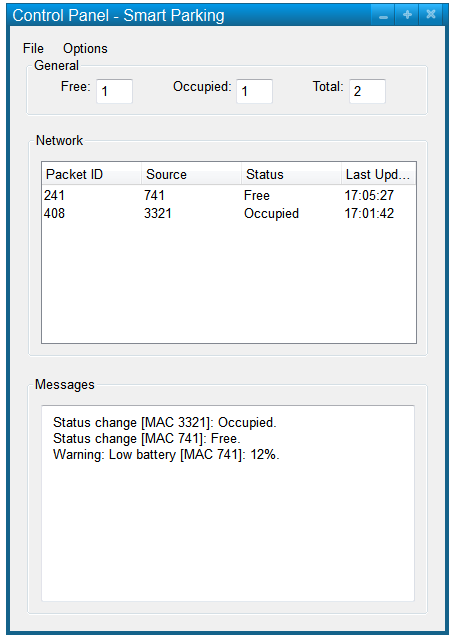 Control Panel - Smart Parking
File Options
General
Free: 1 Occupied: 1 Total: 2
Network
Packet ID Source Status Last Upd...
241 741 Free 17:05:27
408 3321 Occupied 17:01:42
Messages
Status change [MAC 3321]: Occupied.
Status change [MAC 741]: Free.
Warning: Low battery [MAC 741]: 12%.